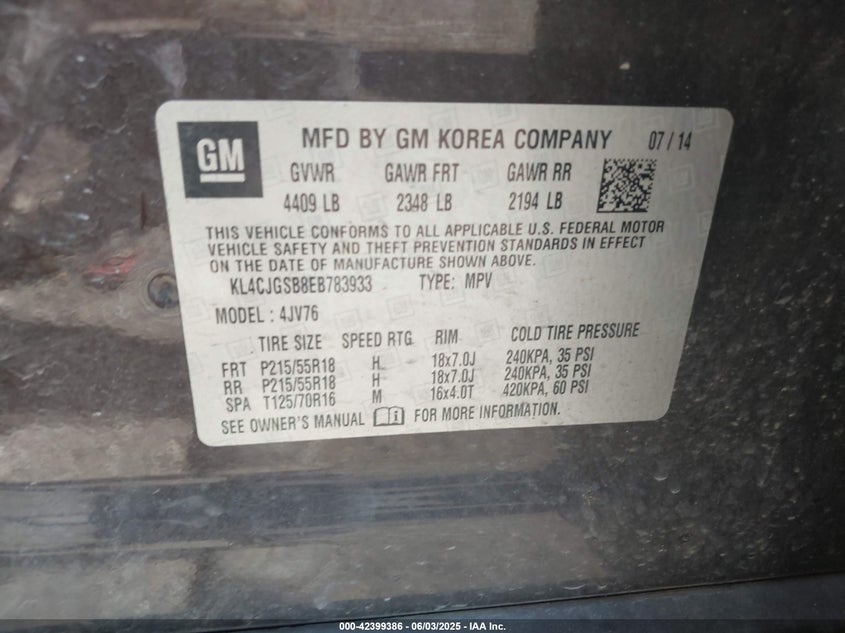 GM
MFD BY GM KOREA COMPANY 07/14
GVWR GAWR FRT GAWR RR
4409 LB 2348 LB 2194 LB
THIS VEHICLE CONFORMS TO ALL APPLICABLE U.S. FEDERAL MOTOR
VEHICLE SAFETY AND THEFT PREVENTION STANDARDS IN EFFECT
ON THE DATE OF MANUFACTURE SHOWN ABOVE.
KL4CJGSB8EB783933 TYPE: MPV
MODEL : 4JV76
TIRE SIZE SPEED RTG RIM COLD TIRE PRESSURE
FRT P215/55R18 H 18x7.0J 240KPA, 35 PSI
RR P215/55R18 H 18x7.0J 240KPA, 35 PSI
SPA T125/70R16 M 16x4.0T 420KPA, 60 PSI
SEE OWNER'S MANUAL FOR MORE INFORMATION.
000-42399386 - 06/03/2025 - IAA Inc.